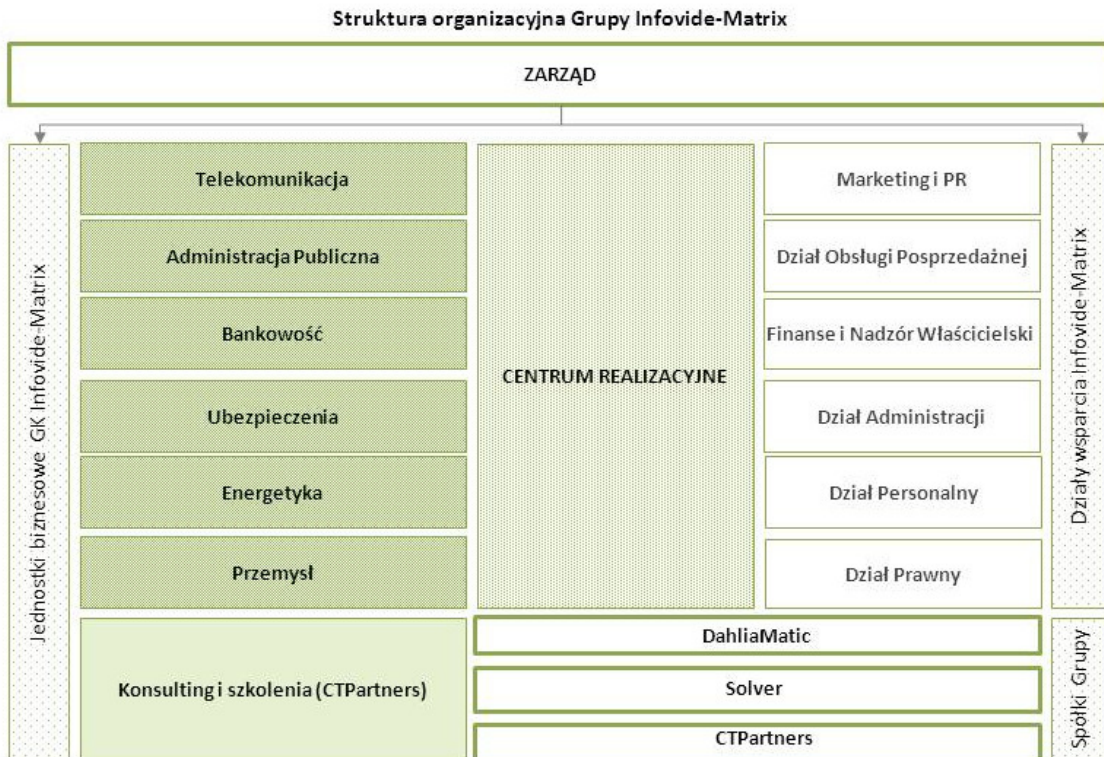 Struktura organizacyjna Grupy Infovide-Matrix
ZARZĄD
Jednostki biznesowe GK Infovide-Matrix
Telekomunikacja
Administracja Publiczna
Bankowość
Ubezpieczenia
Energetyka
Przemysł
Konsulting i szkolenia (CTPartners)
CENTRUM REALIZACYJNE
Marketing i PR
Dział Obsługi Posprzedażnej
Finanse i Nadzór Właścicielski
Dział Administracji
Dział Personalny
Dział Prawny
Działy wsparcia Infovide-Matrix
DahliaMatic
Solver
CTPartners
Spółki Grupy